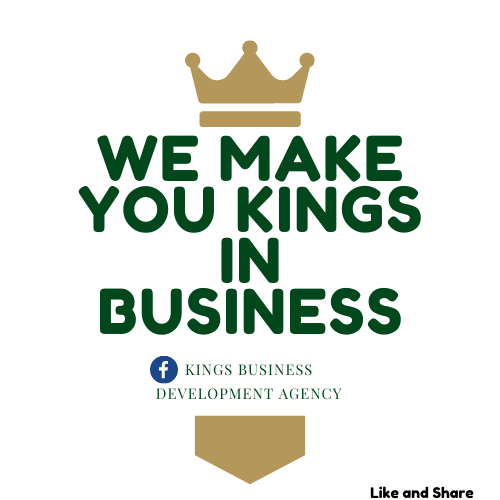 WE MAKE
YOU KINGS
IN
BUSINESS
KINGS BUSINESS
DEVELOPMENT AGENCY
Like and Share